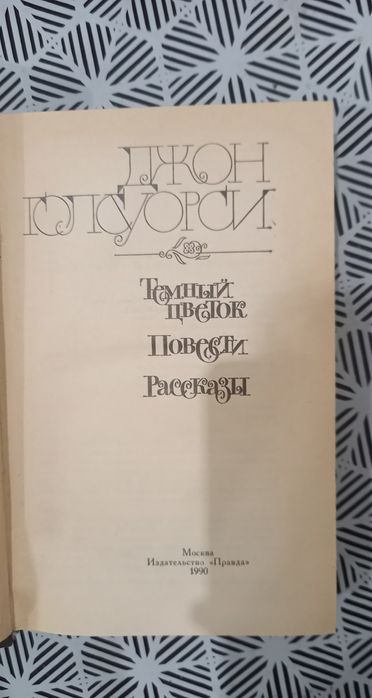 ДЖОН
ГОЛСУОРСИ
Темный
цветок
Повести
Рассказы
Москва
Издательство «Правда»
1990